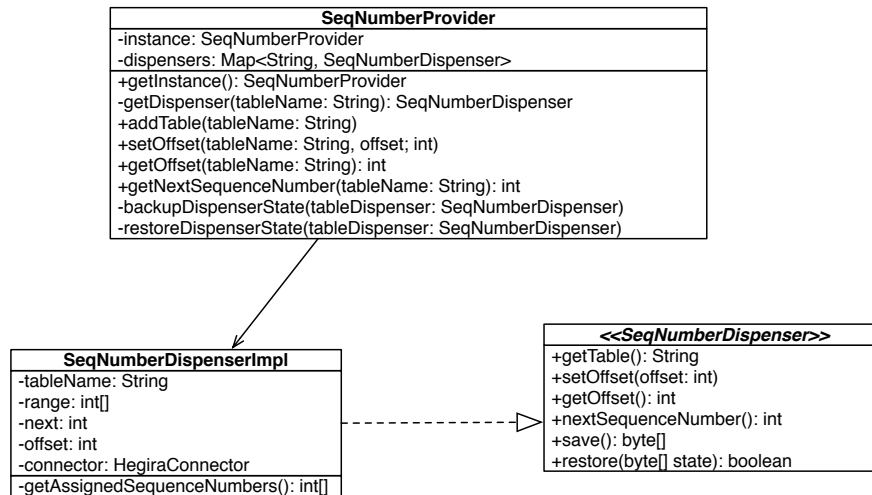 SeqNumberProvider
-instance: SeqNumberProvider
-dispensers: Map<String, SeqNumberDispenser>
+getInstance(): SeqNumberProvider
-getDispenser(tableName: String): SeqNumberDispenser
+addTable(tableName: String)
+setOffset(tableName: String, offset; int)
+getOffset(tableName: String): int
+getNextSequenceNumber(tableName: String): int
-backupDispenserState(tableDispenser: SeqNumberDispenser)
-restoreDispenserState(tableDispenser: SeqNumberDispenser)
SeqNumberDispenserImpl
-tableName: String
-range: int[]
-next: int
-offset: int
-connector: HegiraConnector
-getAssignedSequenceNumbers(): int[]
<<SeqNumberDispenser>>
+getTable(): String
+setOffset(offset: int)
+getOffset(): int
+nextSequenceNumber(): int
+save(): byte[]
+restore(byte[] state): boolean